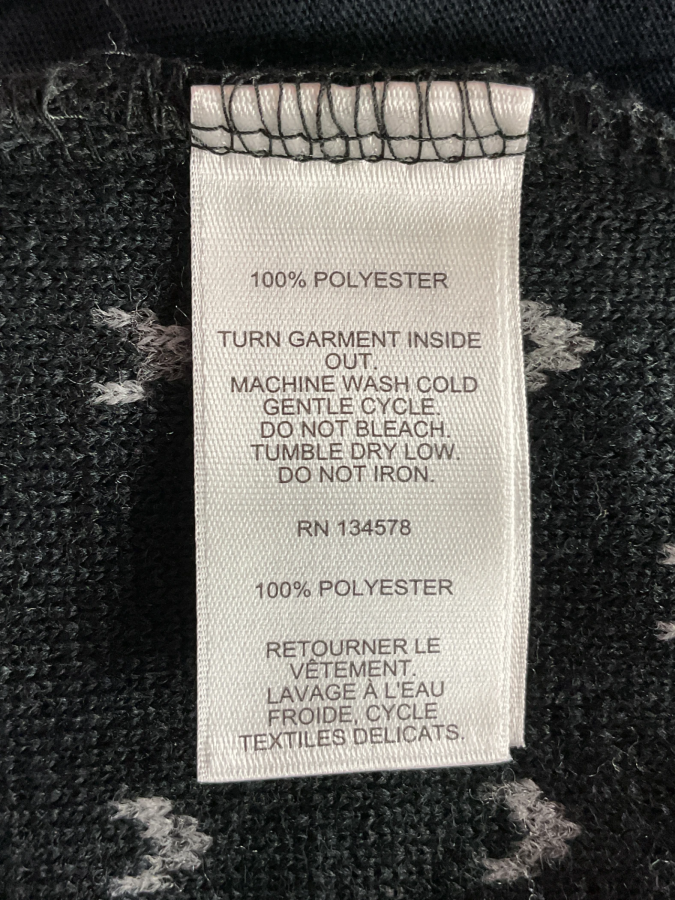 100% POLYESTER
TURN GARMENT INSIDE
OUT.
MACHINE WASH COLD
GENTLE CYCLE.
DO NOT BLEACH.
TUMBLE DRY LOW.
DO NOT IRON.
RN 134578
100% POLYESTER
RETOURNER LE
VÊTEMENT.
LAVAGE À L'EAU
FROIDE, CYCLE
TEXTILES DELICATS.